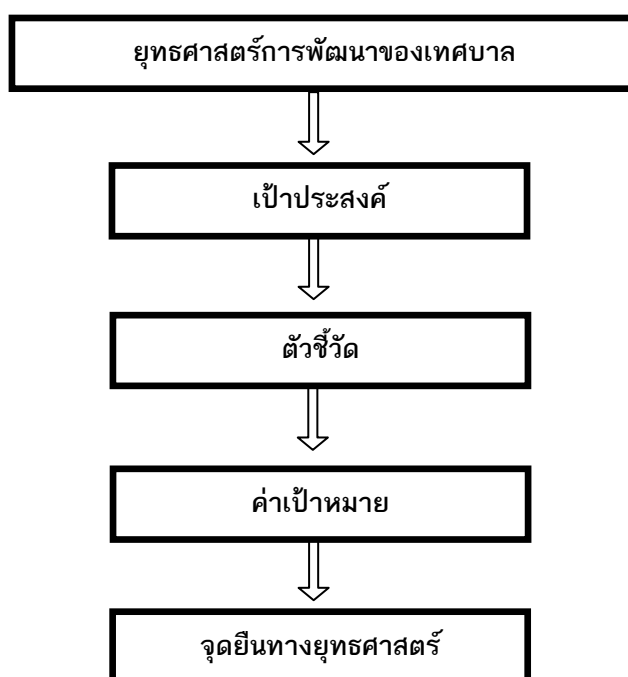 ยุทธศาสตร์การพัฒนาของเทศบาล
เป้าประสงค์
ตัวชี้วัด
ค่าเป้าหมาย
จุดยืนทางยุทธศาสตร์